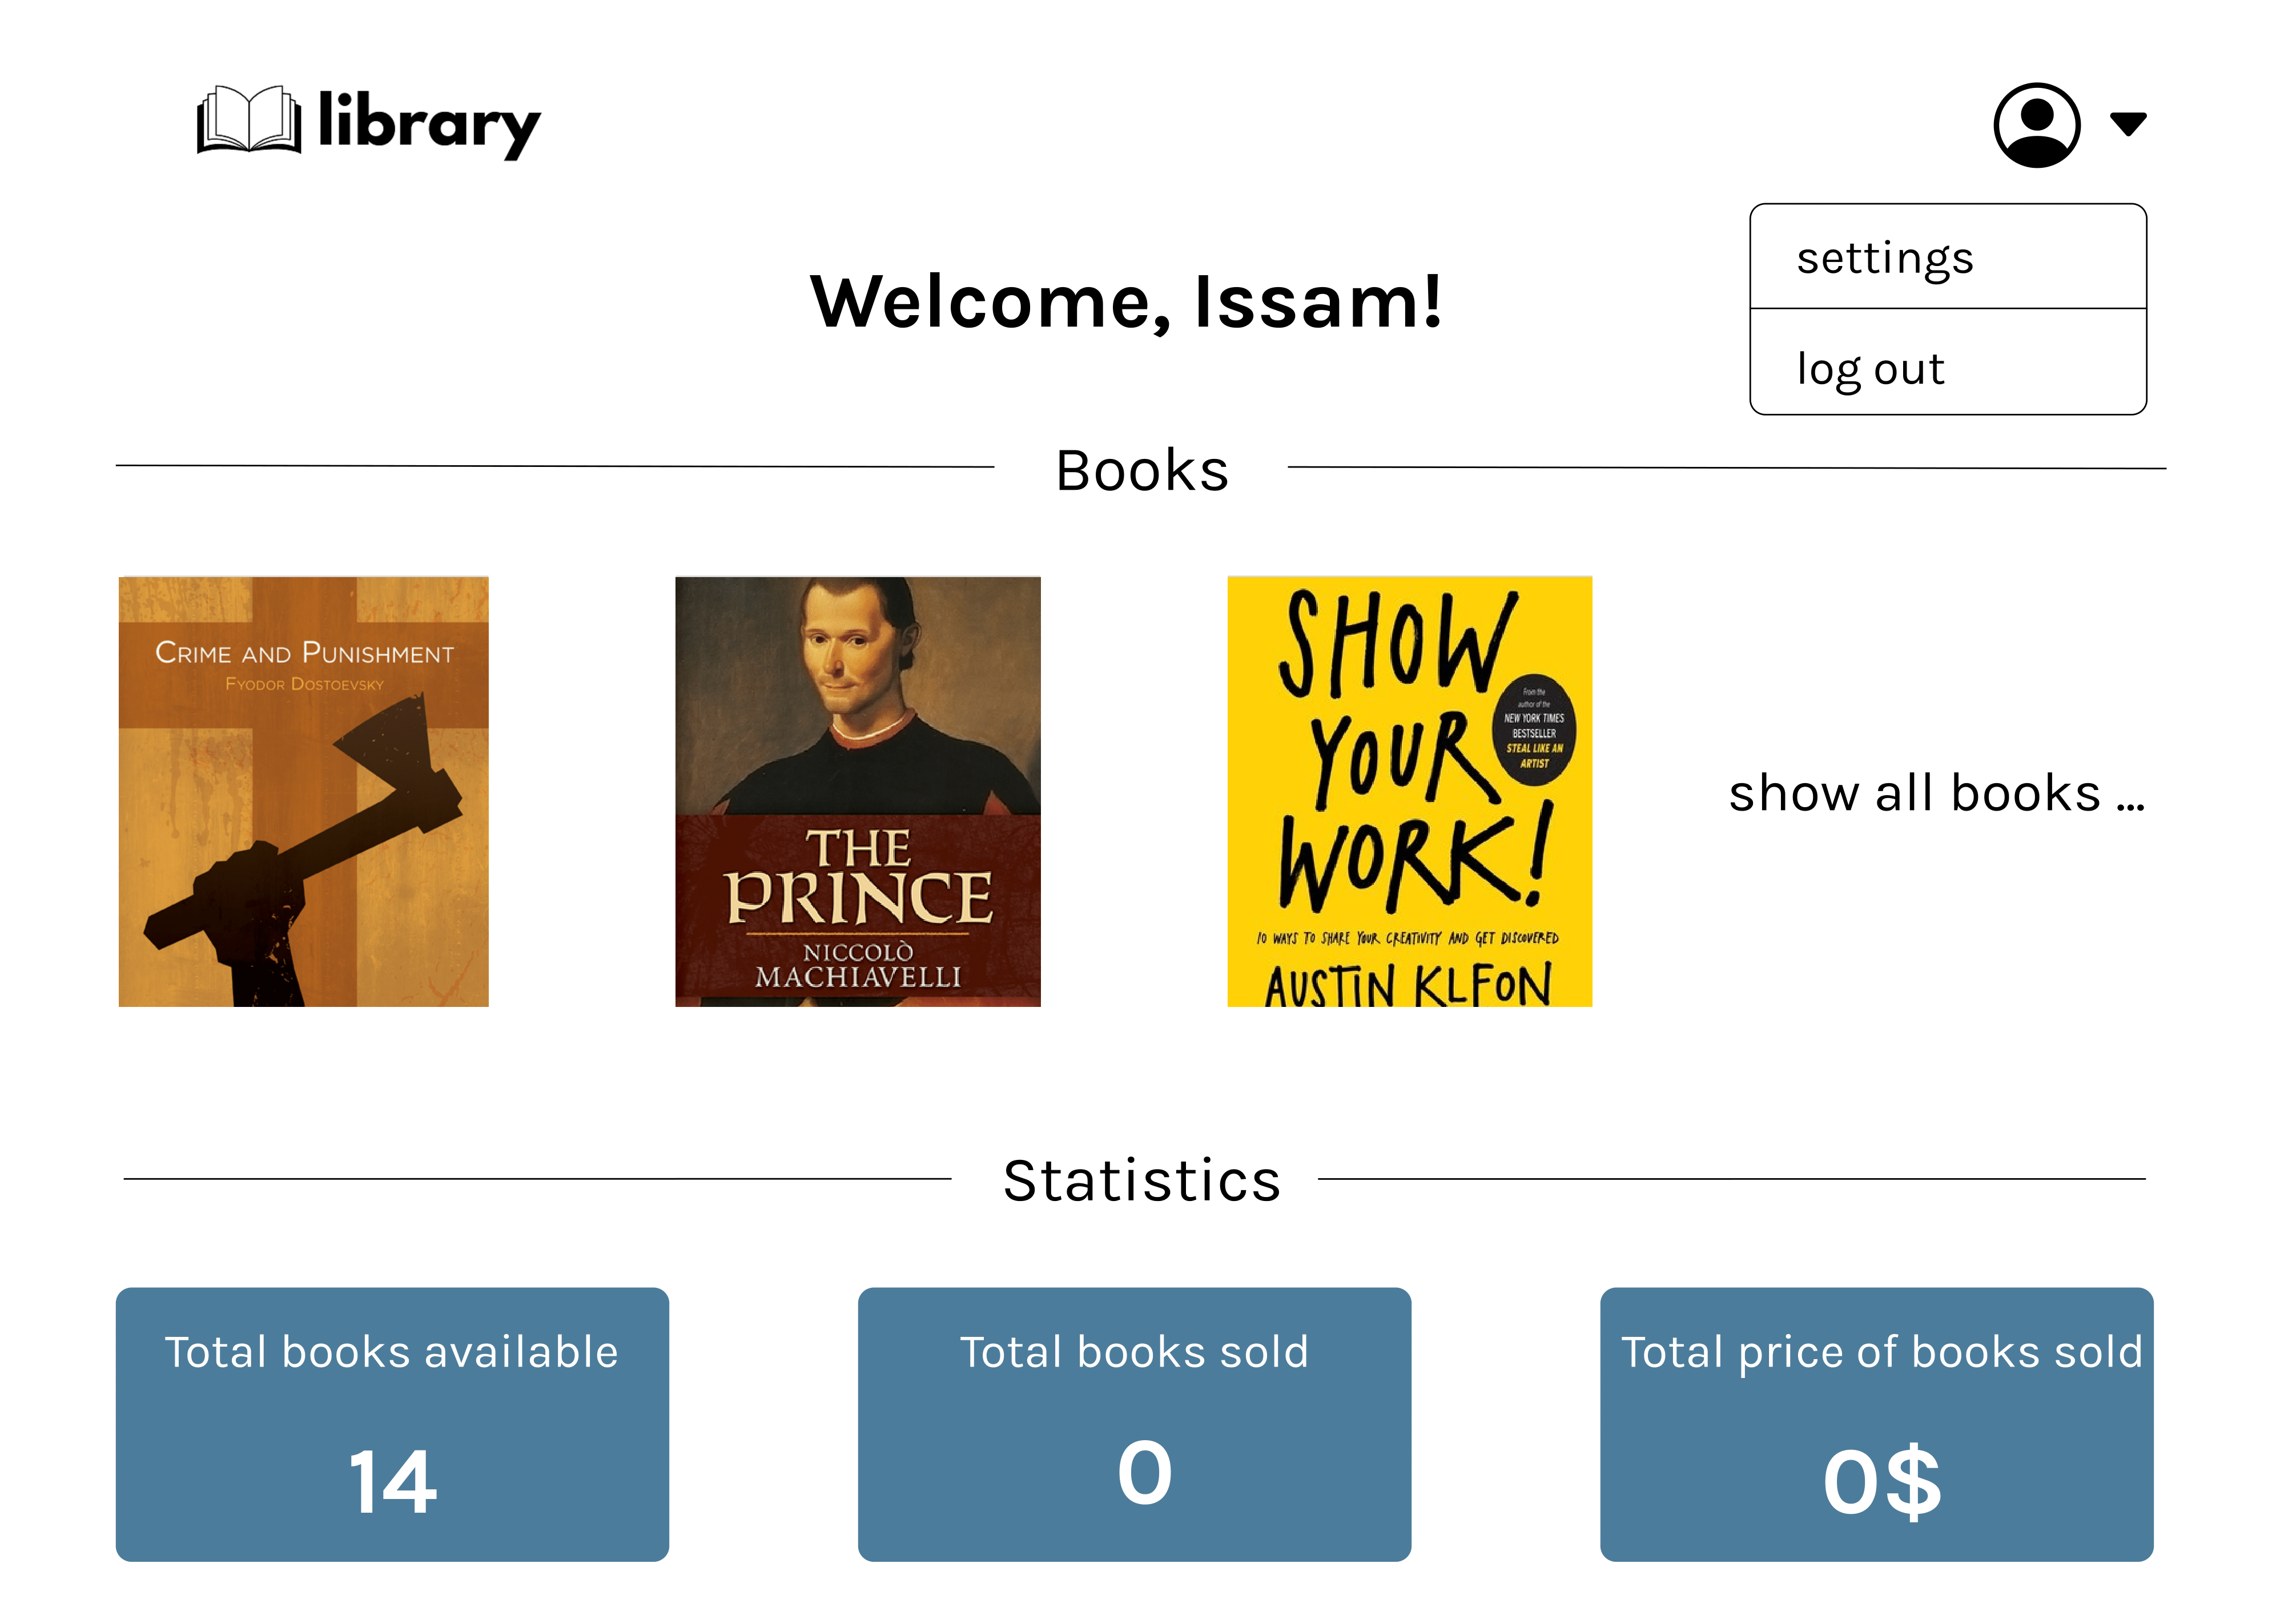 library
settings
Welcome, Issam!
log out
Books
CRIME AND PUNISHMENT
FYODOR DOSTOEVSKY
THE
PRINCE
NICCOLÒ
MACHIAVELLI
SHOW
YOUR
WORK!
From the
author of the
NEW YORK TIMES
BESTSELLER
STEAL LIKE AN
ARTIST
10 WAYS TO SHARE YOUR CREATIVITY AND GET DISCOVERED
AUSTIN KLEON
show all books ...
Statistics
Total books available
14
Total books sold
0
Total price of books sold
0$